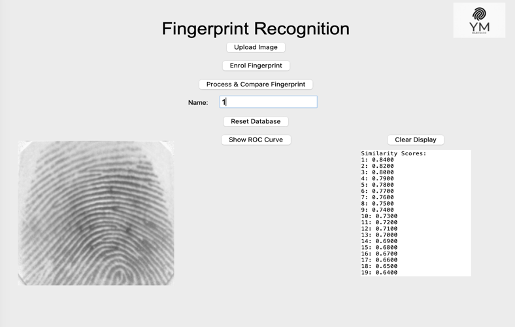 Fingerprint Recognition
YM
Upload Image
Enrol Fingerprint
Process & Compare Fingerprint
Name: 1
Reset Database
Show ROC Curve
Clear Display
Similarity Scores:
1: 0.8400
2: 0.8200
3: 0.8000
4: 0.7900
5: 0.7800
6: 0.7700
7: 0.7600
8: 0.7500
9: 0.7400
10: 0.7300
11: 0.7200
12: 0.7100
13: 0.7000
14: 0.6900
15: 0.6800
16: 0.6700
17: 0.6600
18: 0.6500
19: 0.6400